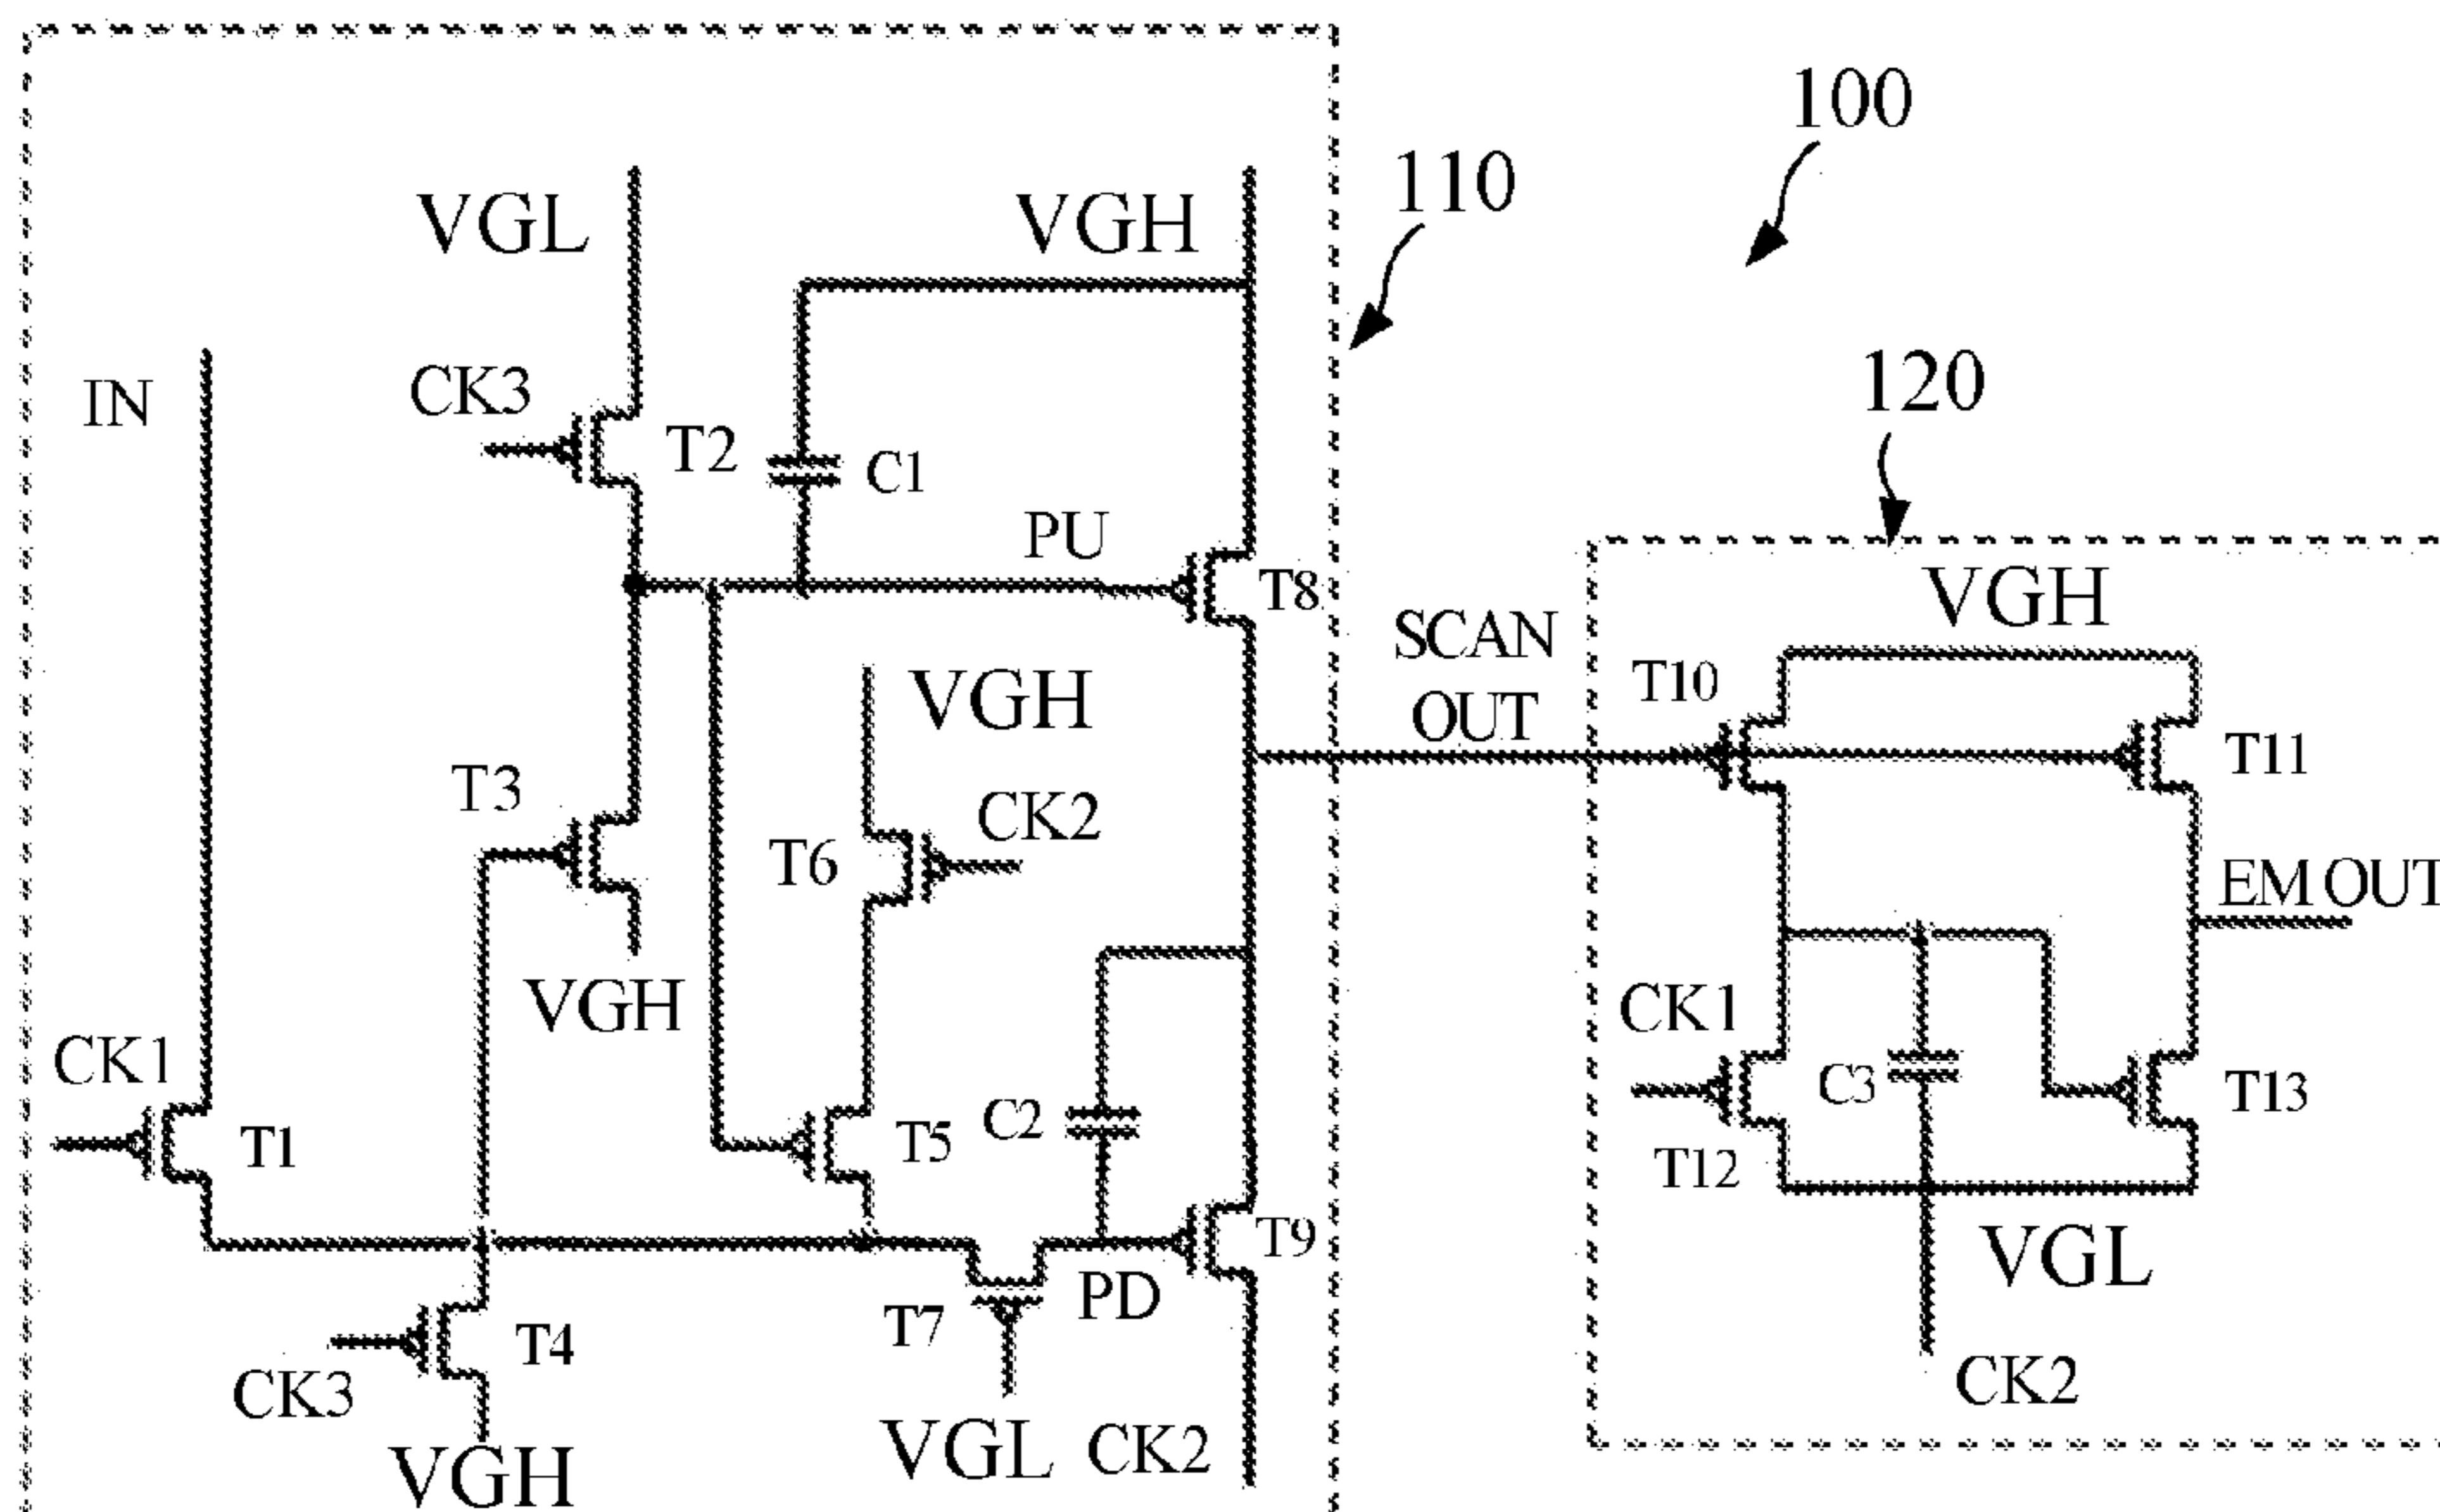 100
110
VGL
VGH
120
IN
CK3
T2
C1
PU
T8
VGH
SCAN
OUT
T10
VGH
T11
T3
CK2
T6
EM OUT
VGH
CK1
CK1
C3
T13
T1
T5
C2
T12
T9
VGL
PD
T7
T4
CK3
CK2
VGL
CK2
VGH